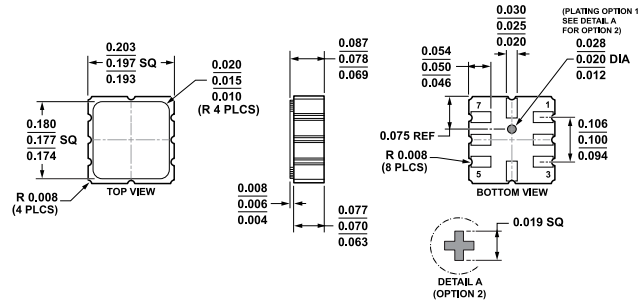 0.203
0.197 SQ
0.193
0.020
0.015
0.010
(R 4 PLCS)
0.180
0.177 SQ
0.174
R 0.008
(4 PLCS)
TOP VIEW
0.087
0.078
0.069
0.008
0.006
0.004
0.077
0.070
0.063
0.030
0.025
0.020
(PLATING OPTION 1,
SEE DETAIL A
FOR OPTION 2)
0.054
0.050
0.046
0.028
0.020 DIA
0.012
7
1
0.075 REF
0.106
0.100
0.094
R 0.008
(8 PLCS)
5
3
BOTTOM VIEW
0.019 SQ
DETAIL A
(OPTION 2)